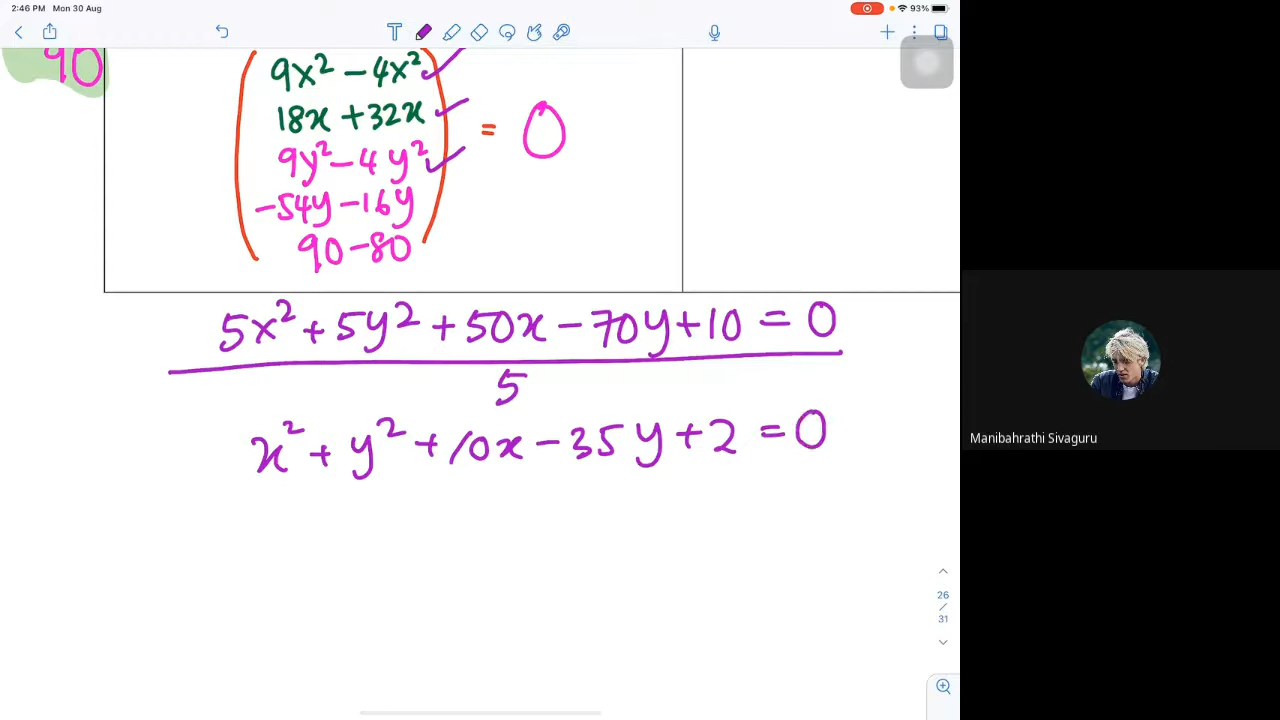 2:46 PM Mon 30 Aug
93%
90
9x² - 4x²
18x + 32x
9y² - 4y²
= 0
-54y - 16y
90 - 80
5x² + 5y² + 50x - 70y + 10 = 0
5
x² + y² + 10x - 35y + 2 = 0
Manibahrathi Sivaguru
26
/
31